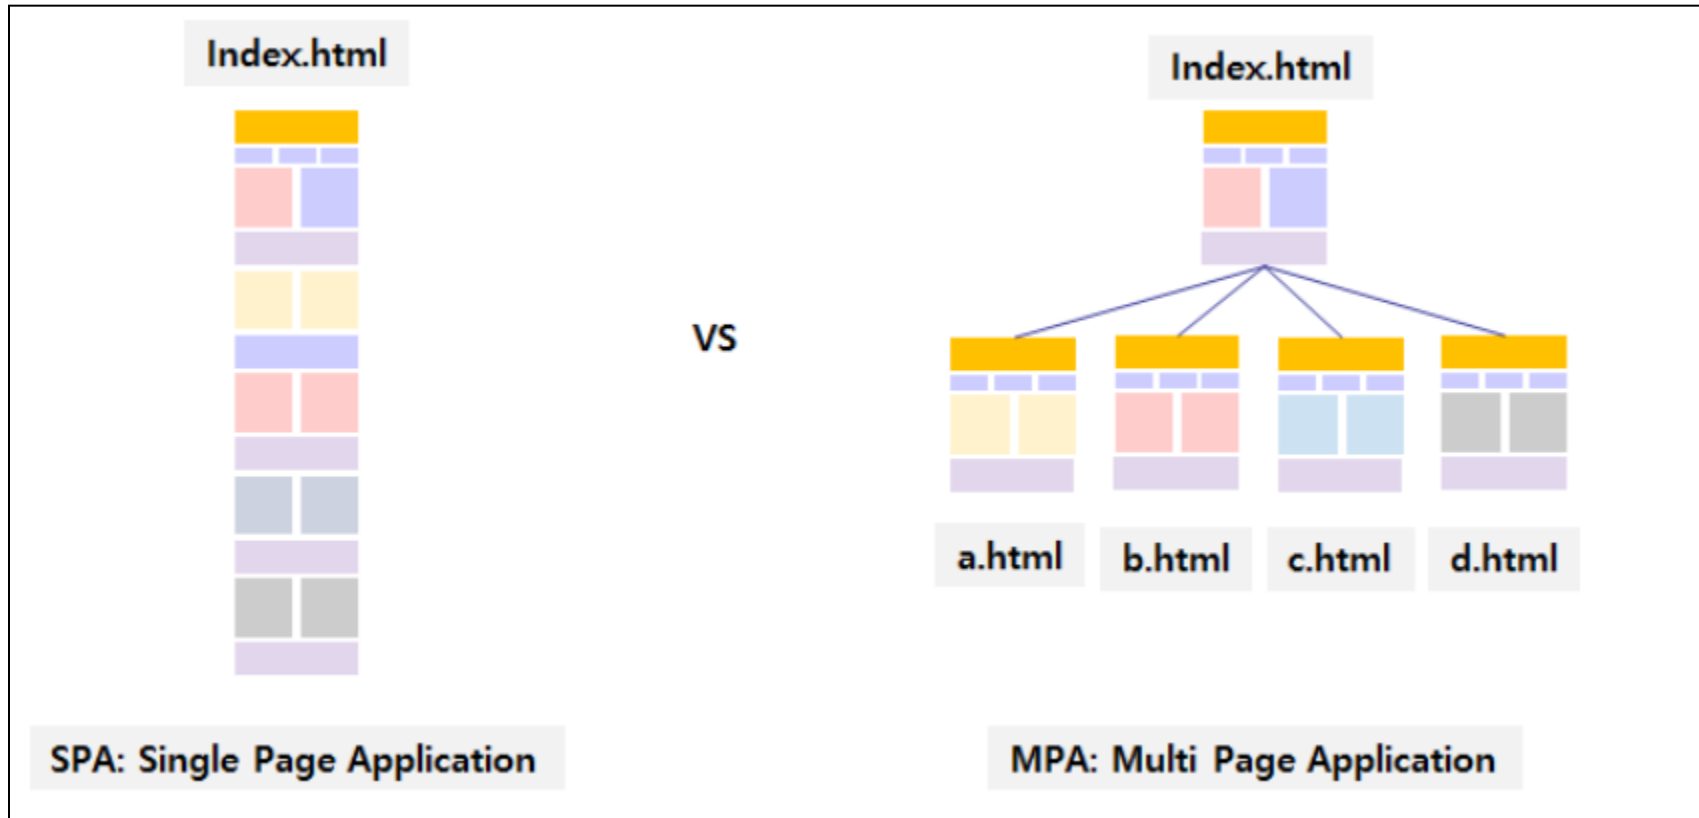 Index.html
Index.html
VS
a.html
b.html
c.html
d.html
SPA: Single Page Application
MPA: Multi Page Application